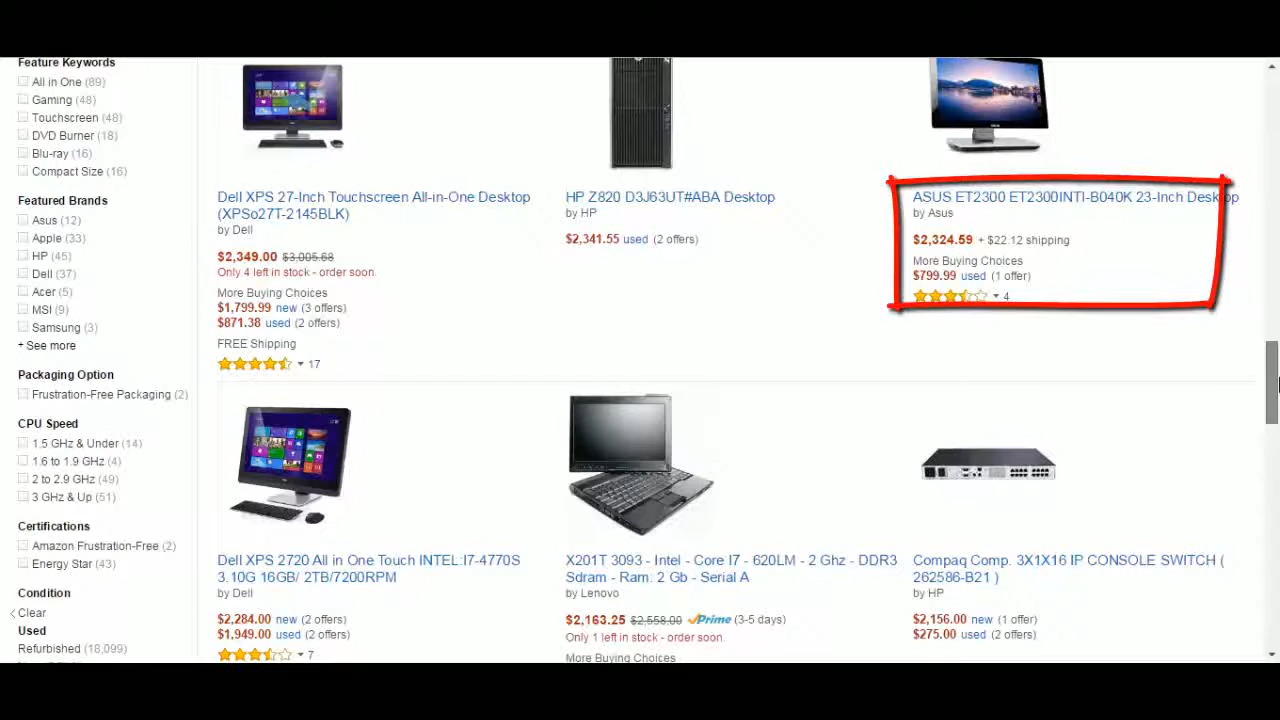 Feature Keywords
All in One (89)
Gaming (48)
Touchscreen (48)
DVD Burner (18)
Blu-ray (16)
Compact Size (16)
Featured Brands
Asus (12)
Apple (33)
HP (45)
Dell (37)
Acer (5)
MSI (9)
Samsung (3)
+ See more
Packaging Option
Frustration-Free Packaging (2)
CPU Speed
1.5 GHz & Under (14)
1.6 to 1.9 GHz (4)
2 to 2.9 GHz (49)
3 GHz & Up (51)
Certifications
Amazon Frustration-Free (2)
Energy Star (43)
Condition
Clear
Used
Refurbished (18,099)
Dell XPS 27-Inch Touchscreen All-in-One Desktop
(XPSo27T-2145BLK)
by Dell
$2,349.00 $3,005.68
Only 4 left in stock - order soon.
More Buying Choices
$1,799.99 new (3 offers)
$871.38 used (2 offers)
FREE Shipping
17
HP Z820 D3J63UT#ABA Desktop
by HP
$2,341.55 used (2 offers)
ASUS ET2300 ET2300INTI-B040K 23-Inch Desktop
by Asus
$2,324.59 + $22.12 shipping
More Buying Choices
$799.99 used (1 offer)
4
Dell XPS 2720 All in One Touch INTEL:I7-4770S
3.10G 16GB/ 2TB/7200RPM
by Dell
$2,284.00 new (2 offers)
$1,949.00 used (2 offers)
7
X201T 3093 - Intel - Core I7 - 620LM - 2 Ghz - DDR3
Sdram - Ram: 2 Gb - Serial A
by Lenovo
$2,163.25 $2,558.00 Prime (3-5 days)
Only 1 left in stock - order soon.
More Buying Choices
Compaq Comp. 3X1X16 IP CONSOLE SWITCH (
262586-B21 )
by HP
$2,156.00 new (1 offer)
$275.00 used (2 offers)